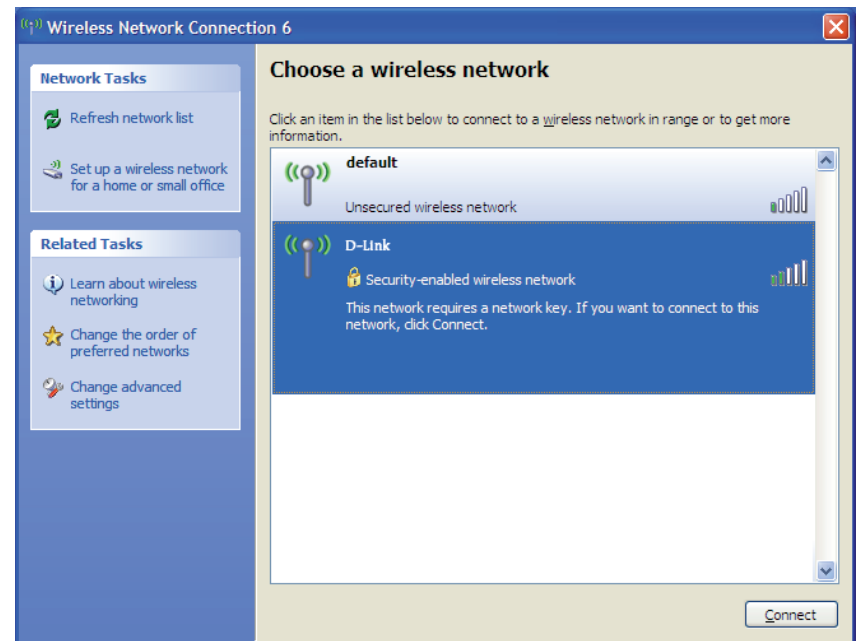 Wireless Network Connection 6
Network Tasks
Refresh network list
Set up a wireless network
for a home or small office
Related Tasks
Learn about wireless
networking
Change the order of
preferred networks
Change advanced
settings
Choose a wireless network
Click an item in the list below to connect to a wireless network in range or to get more
information.
default
Unsecured wireless network
D-Link
Security-enabled wireless network
This network requires a network key. If you want to connect to this
network, click Connect.
Connect